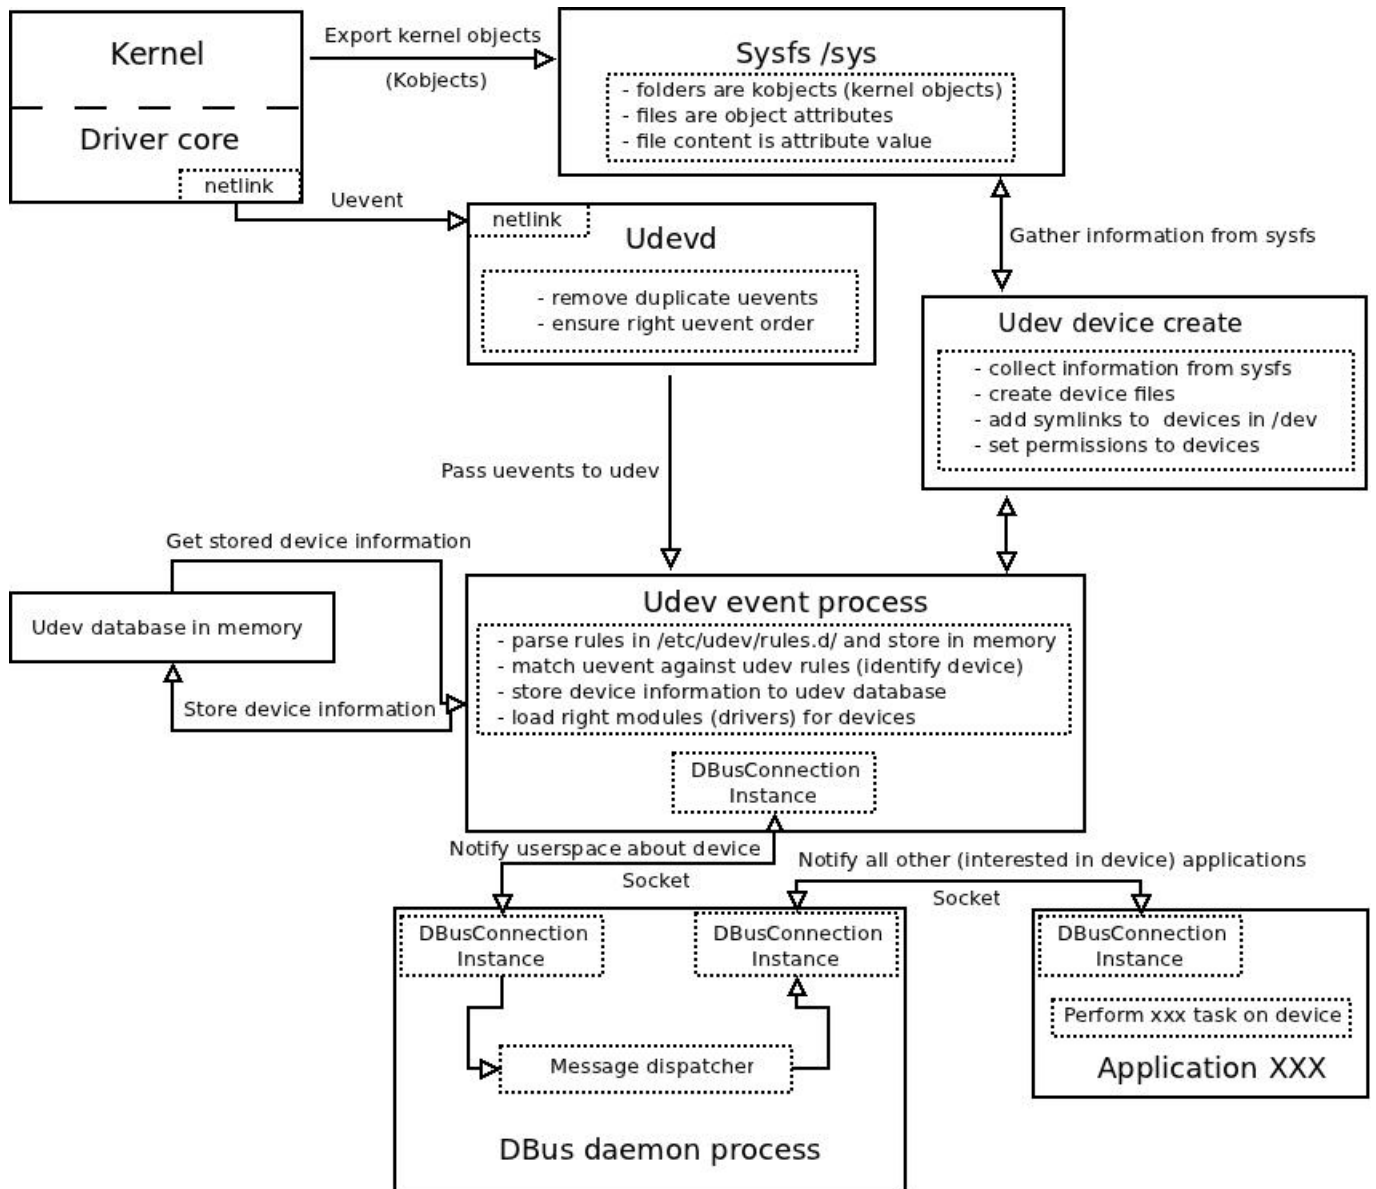 Kernel
Driver core
netlink
Export kernel objects
(Kobjects)
Sysfs /sys
- folders are kobjects (kernel objects)
- files are object attributes
- file content is attribute value
Uevent
netlink
Udevd
- remove duplicate uevents
- ensure right uevent order
Gather information from sysfs
Udev device create
- collect information from sysfs
- create device files
- add symlinks to devices in /dev
- set permissions to devices
Pass uevents to udev
Get stored device information
Udev database in memory
Store device information
Udev event process
- parse rules in /etc/udev/rules.d/ and store in memory
- match uevent against udev rules (identify device)
- store device information to udev database
- load right modules (drivers) for devices
DBusConnection
Instance
Notify userspace about device
Socket
Notify all other (interested in device) applications
Socket
DBusConnection
Instance
DBusConnection
Instance
Message dispatcher
DBus daemon process
DBusConnection
Instance
Perform xxx task on device
Application XXX